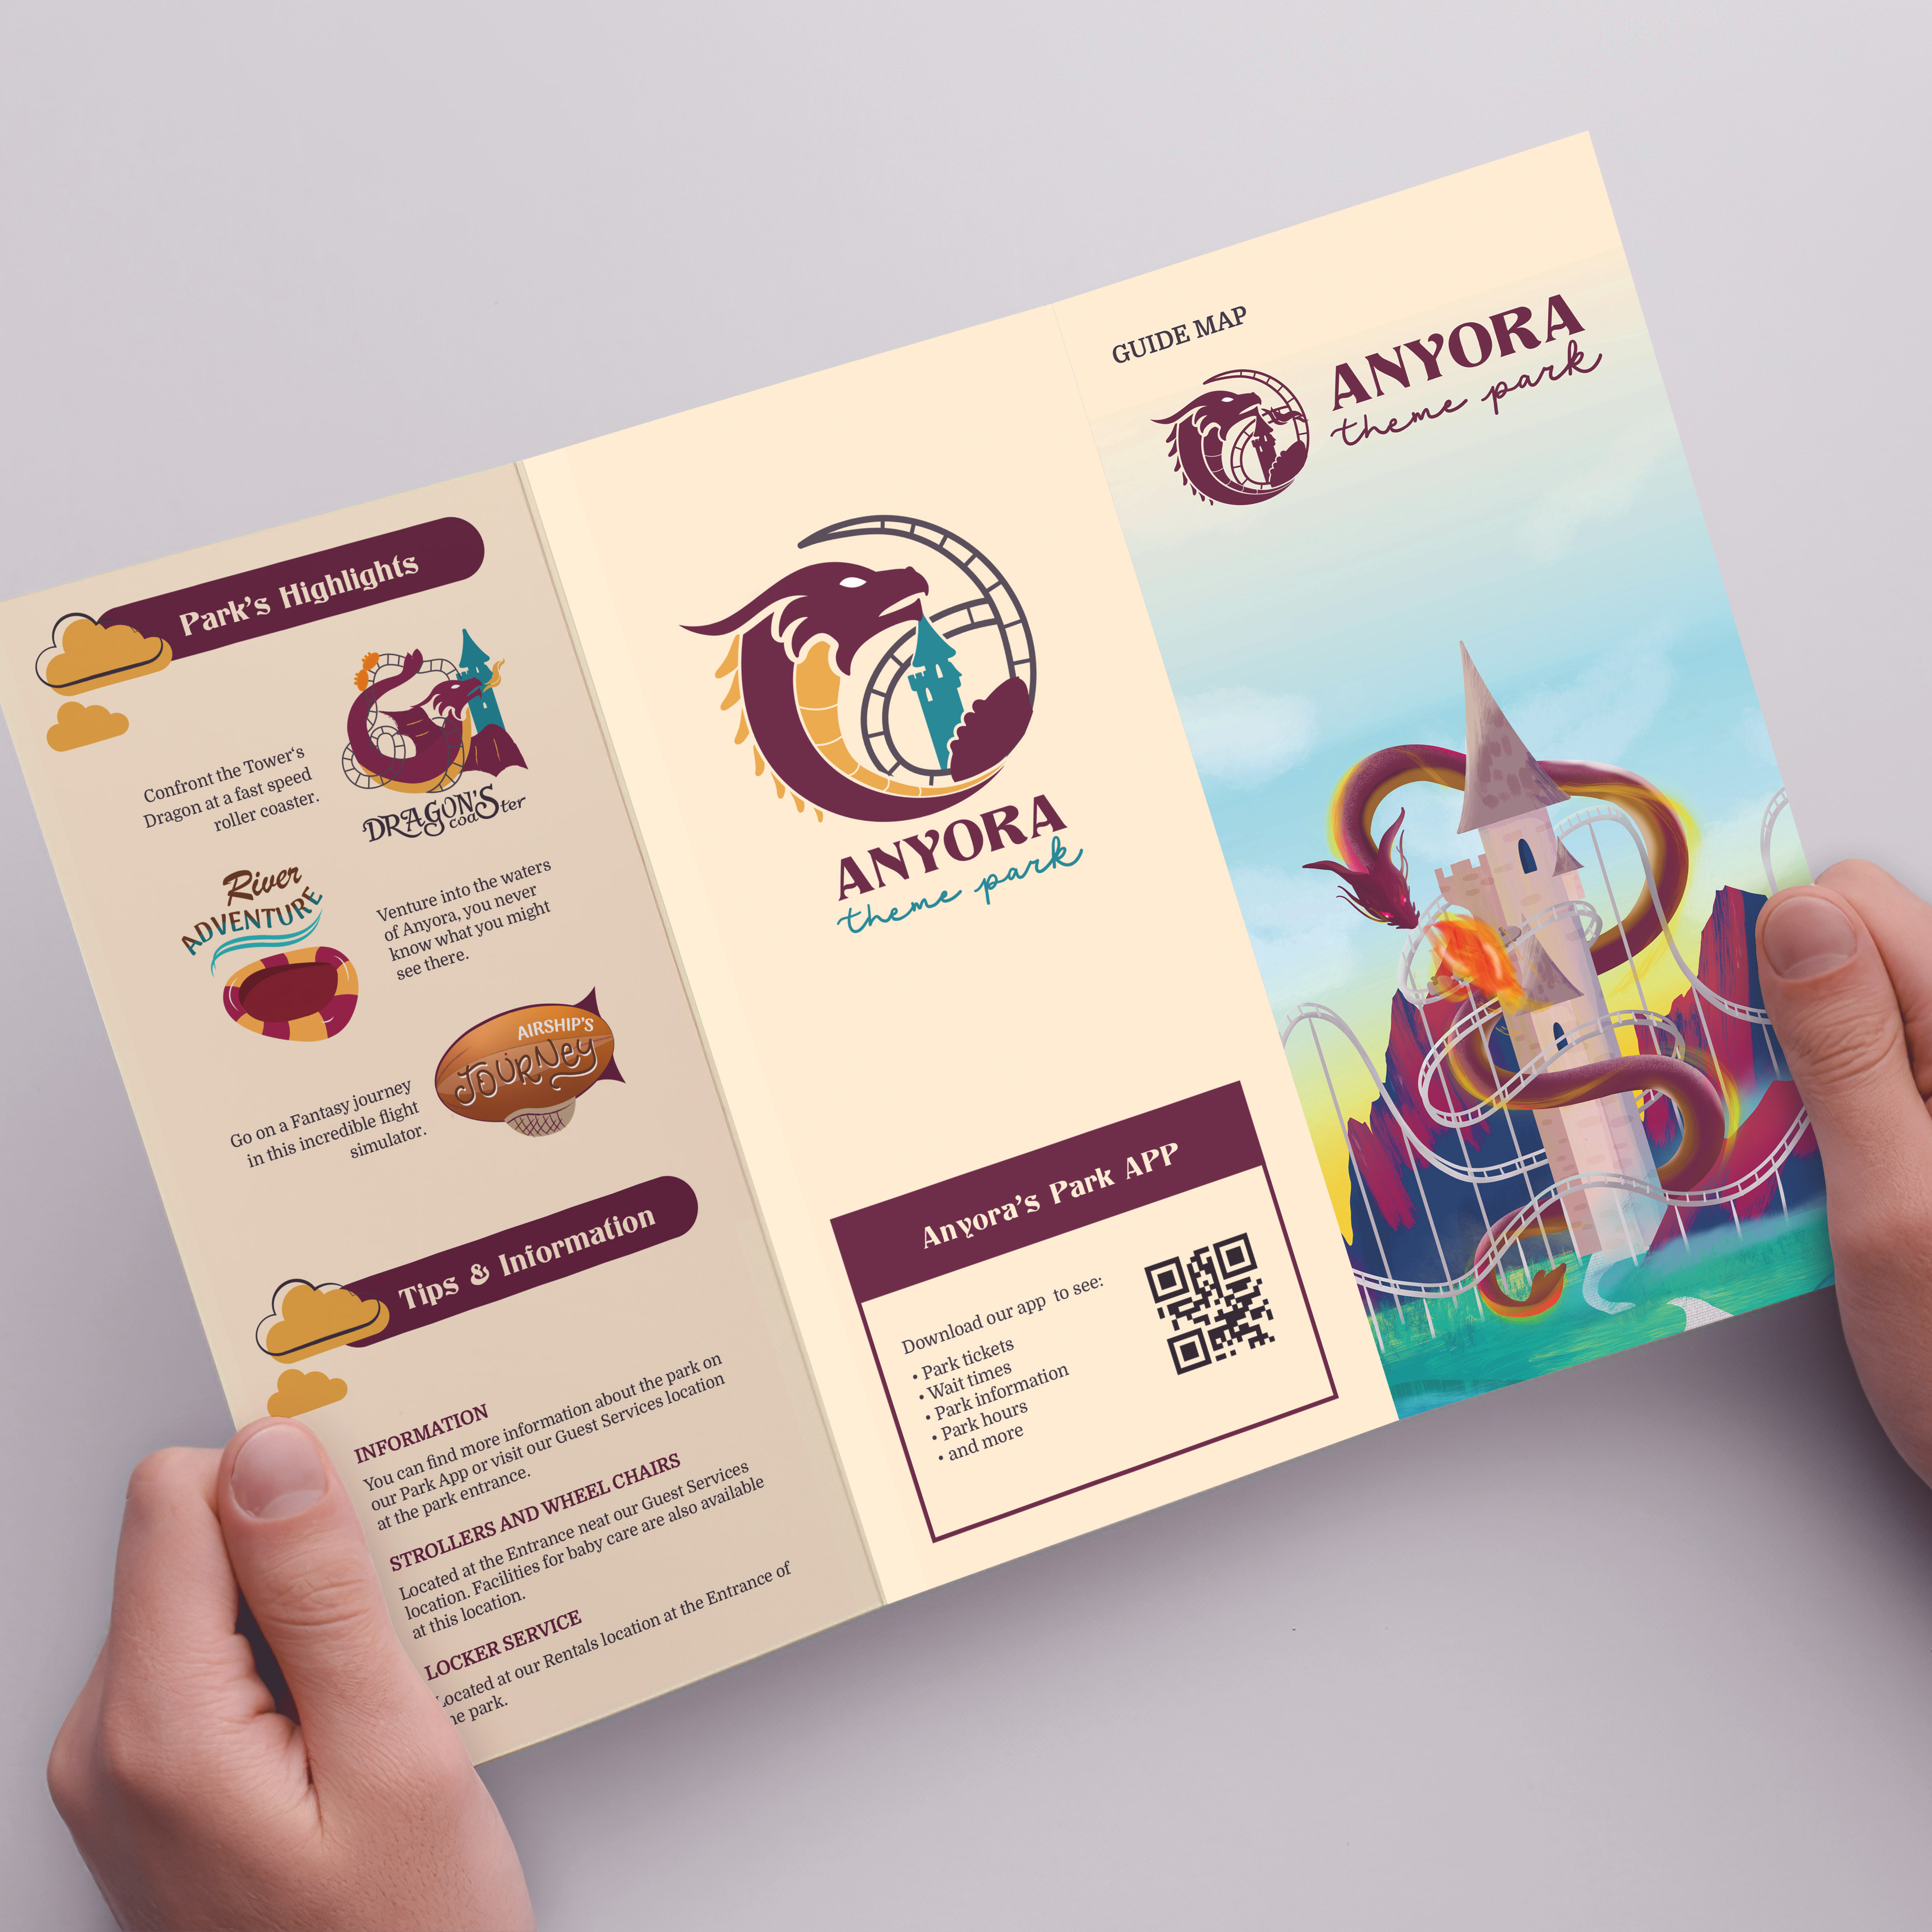 Park's Highlights
Confront the Tower's
Dragon at a fast speed
roller coaster.
DRAGON'S
coaster
River
ADVENTURE
Venture into the waters
of Anyora, you never
know what you might
see there.
Go on a Fantasy journey
in this incredible flight
simulator.
AIRSHIP'S
JOURNEY
Tips & Information
INFORMATION
You can find more information about the park on
our Park App or visit our Guest Services location
at the park entrance.
STROLLERS AND WHEEL CHAIRS
Located at the Entrance neat our Guest Services
location. Facilities for baby care are also available
at this location.
LOCKER SERVICE
Located at our Rentals location at the Entrance of
park.
ANYORA
theme park
Anyora's Park APP
Download our app to see:
• Park tickets
• Wait times
• Park information
• Park hours
• and more
GUIDE MAP
ANYORA
theme park